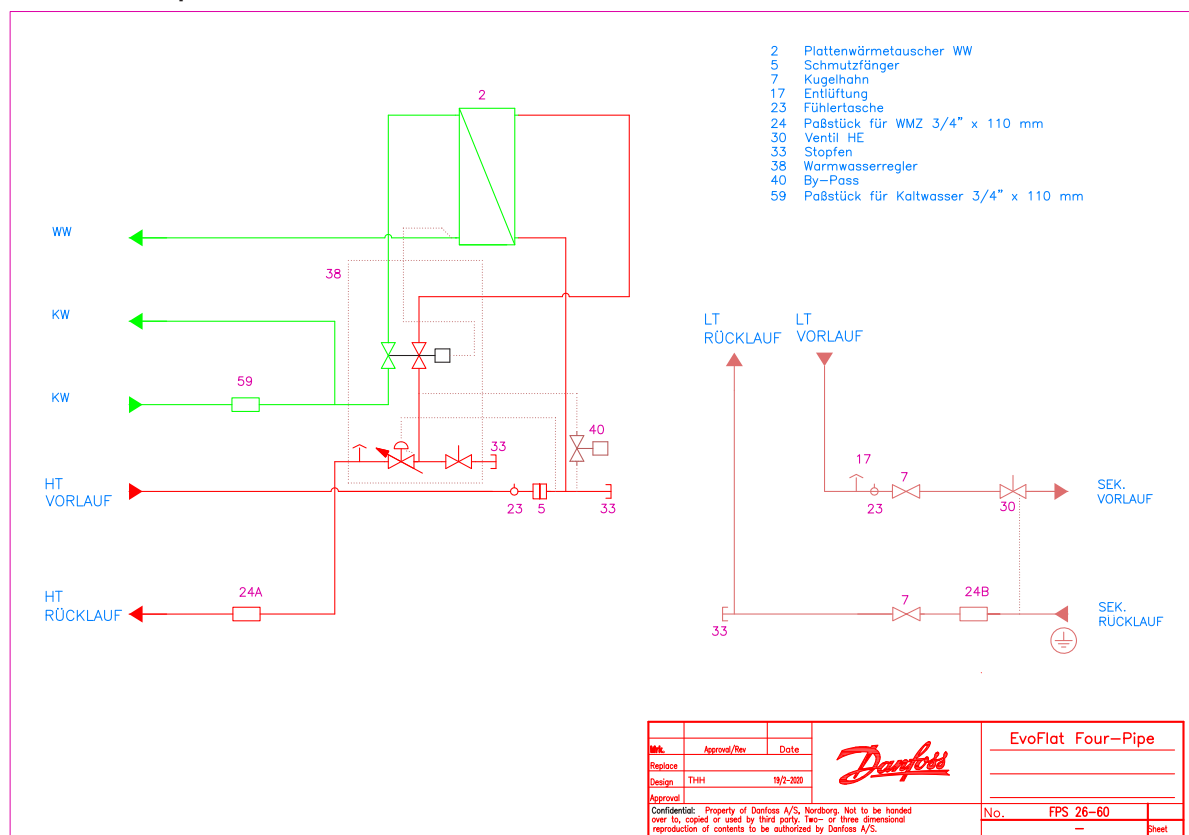 2 Plattenwärmetauscher WW
5 Schmutzfänger
7 Kugelhahn
17 Entlüftung
23 Fühlertasche
24 Paßstück für WMZ 3/4" x 110 mm
30 Ventil HE
33 Stopfen
38 Warmwasserregler
40 By-Pass
59 Paßstück für Kaltwasser 3/4" x 110 mm
2
WW
38
KW
LT
RÜCKLAUF
LT
VORLAUF
59
KW
40
33
17
7
HT
VORLAUF
23
5
33
23
30
SEK.
VORLAUF
HT
RÜCKLAUF
24A
33
7
24B
SEK.
RÜCKLAUF
Approval/Rev Date
Replace
Design THH 19/2-2020
Approval
Danfoss
EvoFlat Four-Pipe
Confidential: Property of Danfoss A/S, Nordborg. Not to be handed
over to, copied or used by third party. Two- or three dimensional
reproduction of contents to be authorized by Danfoss A/S.
No. FPS 26-60
- Sheet